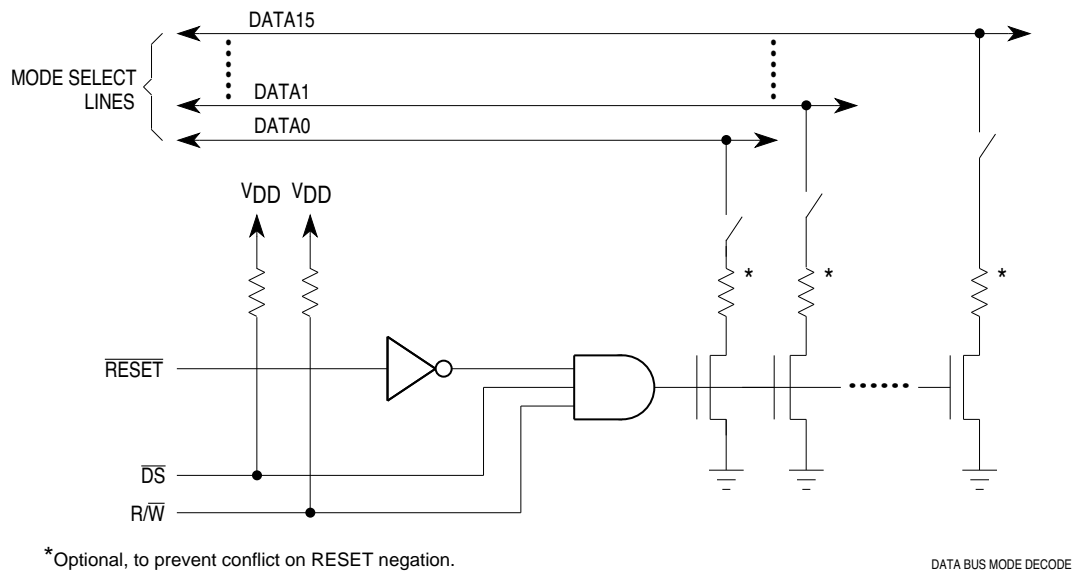 DATA15
MODE SELECT
LINES
DATA1
DATA0
VDD VDD
* * *
RESET
DS
R/W
*Optional, to prevent conflict on RESET negation.
DATA BUS MODE DECODE